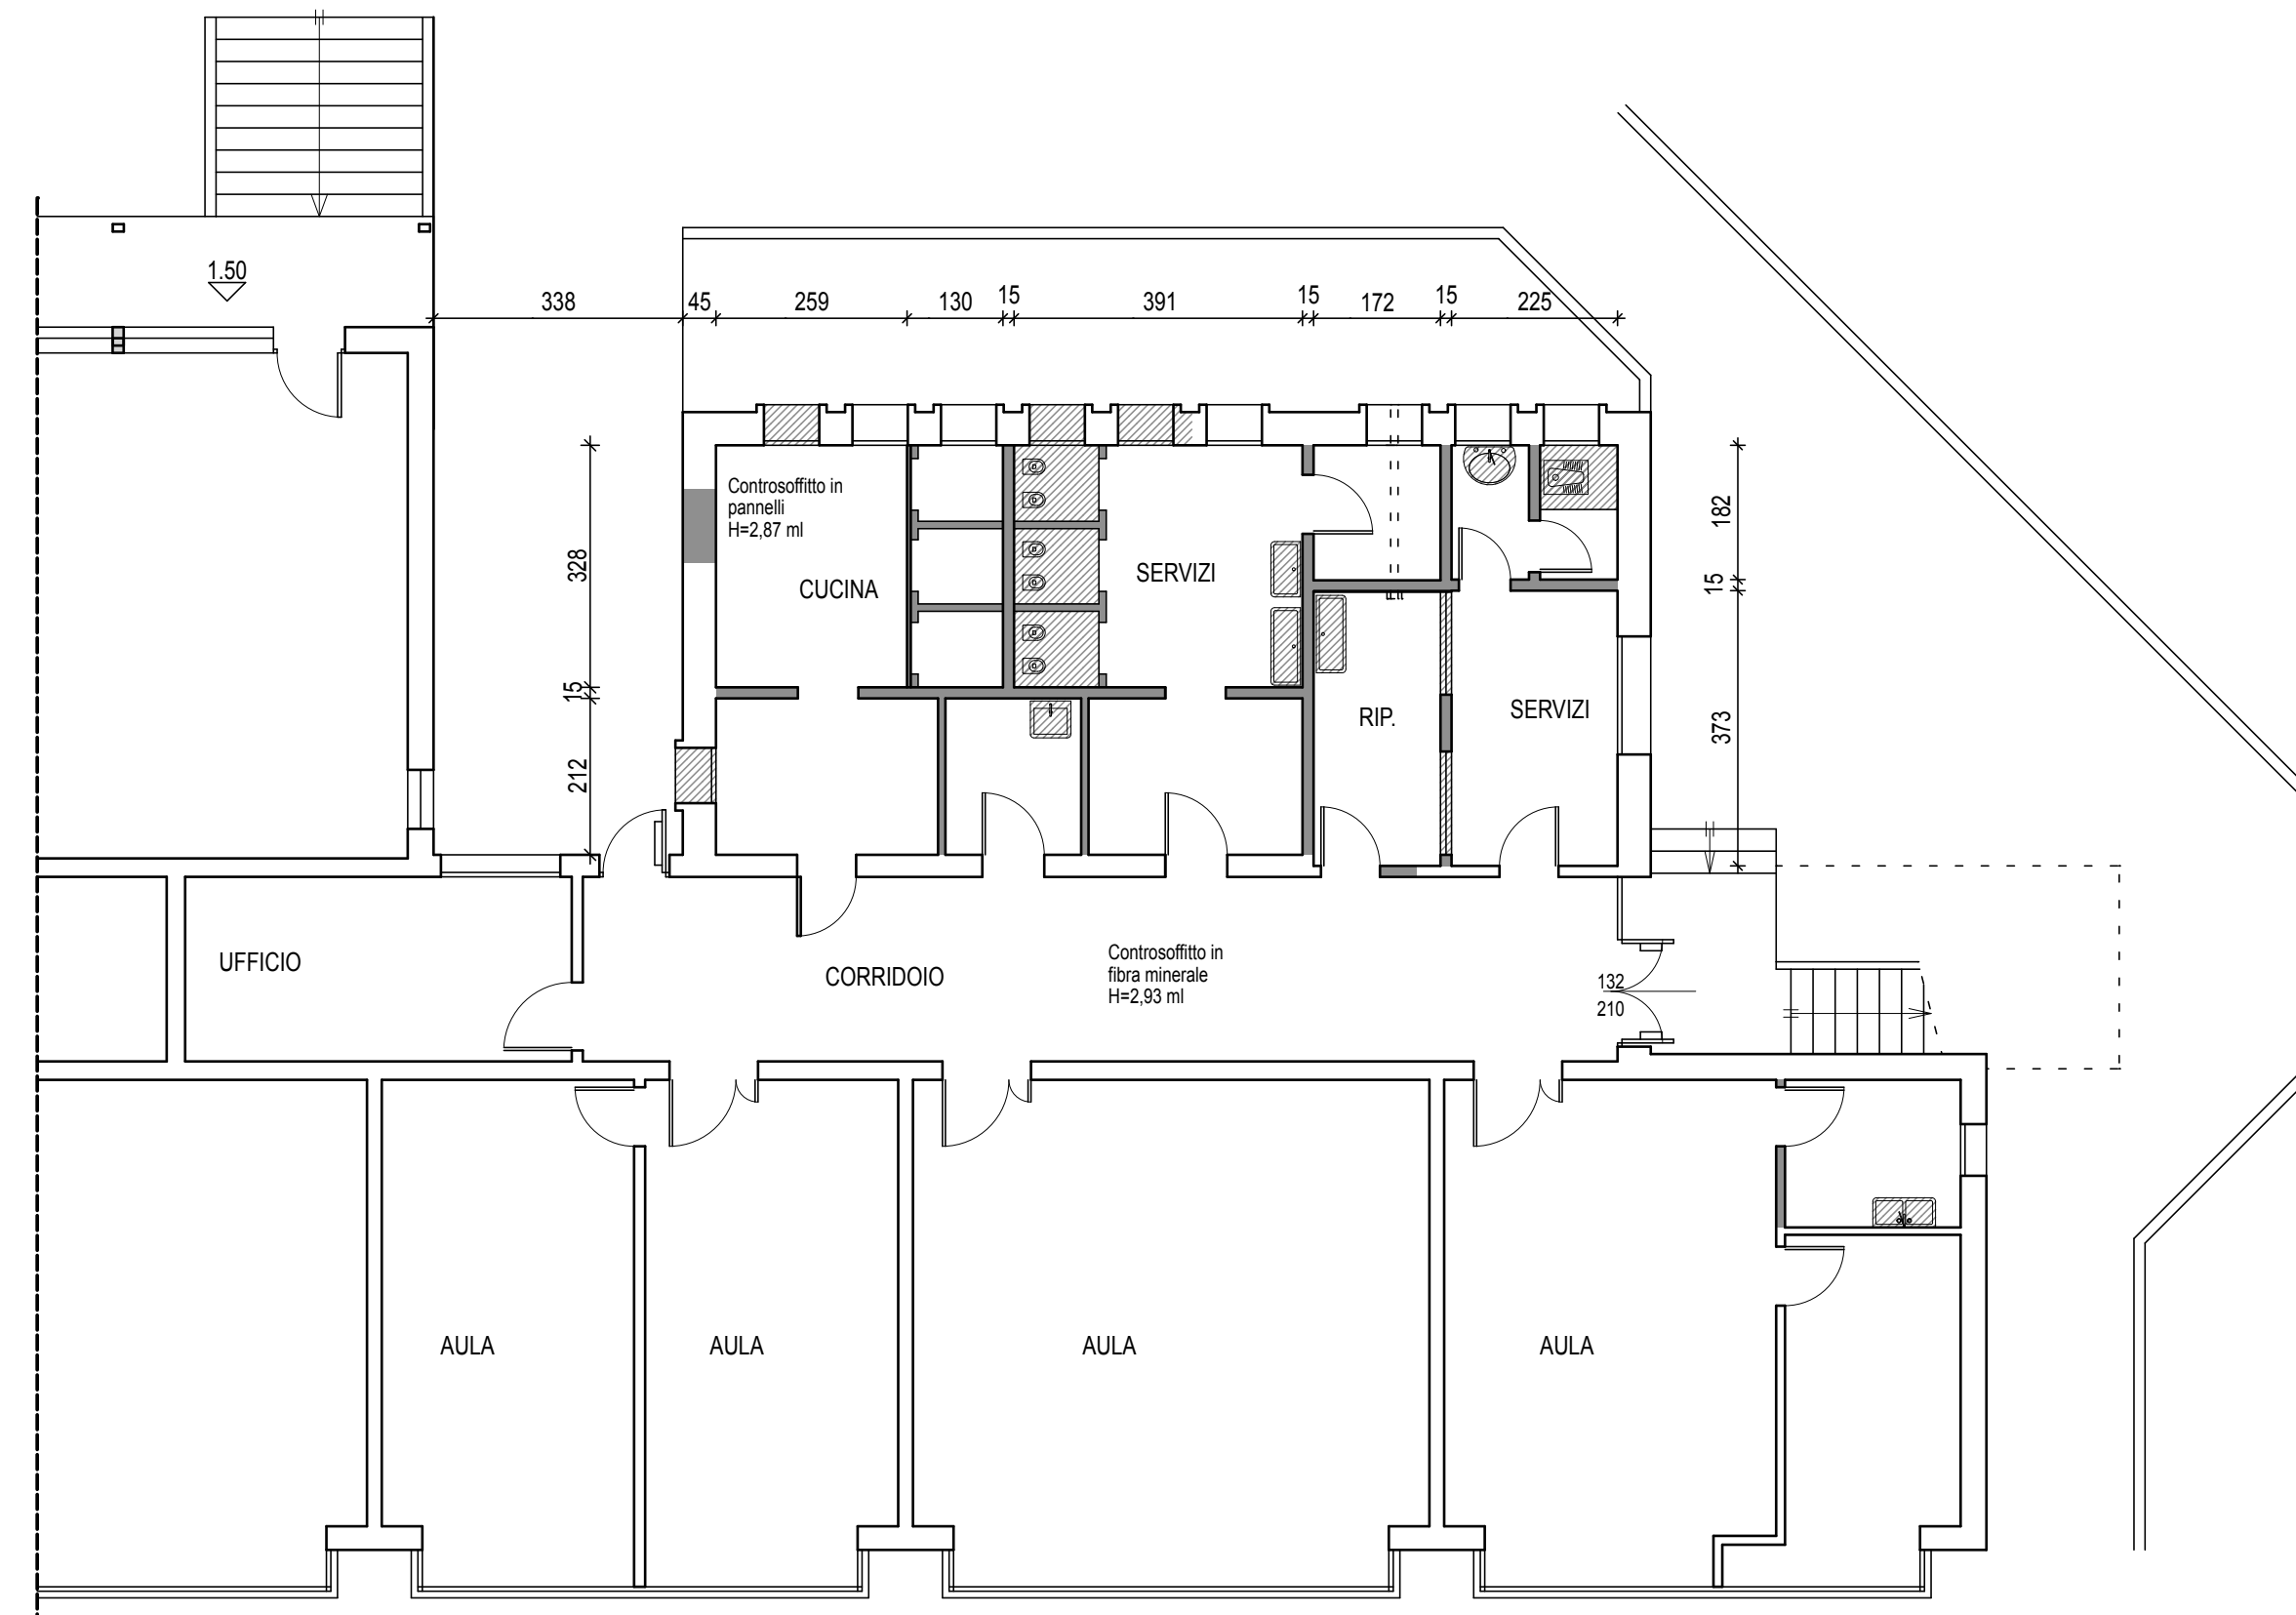 1.50
338
45
259
130
15
391
15
172
15
225
Controsoffitto in
pannelli
H=2,87 ml
CUCINA
SERVIZI
328
15
212
182
15
373
RIP.
SERVIZI
UFFICIO
CORRIDOIO
Controsoffitto in
fibra minerale
H=2,93 ml
132
210
AULA
AULA
AULA
AULA